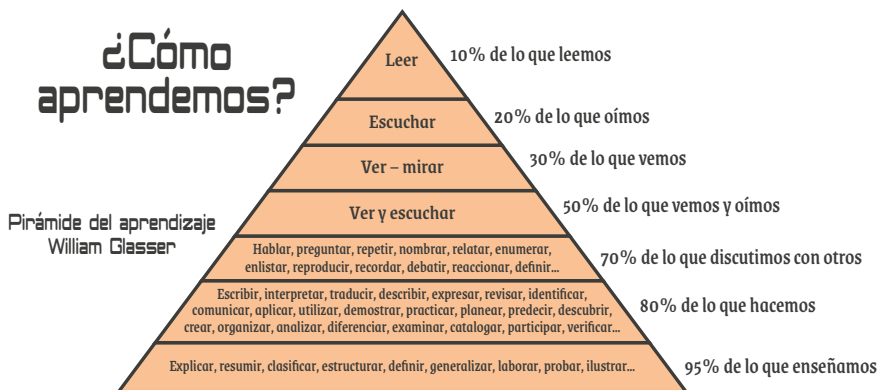 ¿Cómo
aprendemos?
Pirámide del aprendizaje
William Glasser
Leer
10% de lo que leemos
Escuchar
20% de lo que oímos
Ver – mirar
30% de lo que vemos
Ver y escuchar
50% de lo que vemos y oímos
Hablar, preguntar, repetir, nombrar, relatar, enumerar,
enlistar, reproducir, recordar, debatir, reaccionar, definir...
70% de lo que discutimos con otros
Escribir, interpretar, traducir, describir, expresar, revisar, identificar,
comunicar, aplicar, utilizar, demostrar, practicar, planear, predecir, descubrir,
crear, organizar, analizar, diferenciar, examinar, catalogar, participar, verificar...
80% de lo que hacemos
Explicar, resumir, clasificar, estructurar, definir, generalizar, laborar, probar, ilustrar...
95% de lo que enseñamos